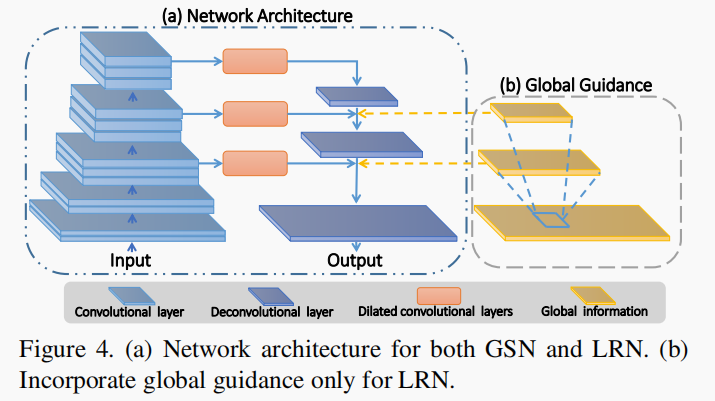 (a) Network Architecture
(b) Global Guidance
Input
Output
Convolutional layer
Deconvolutional layer
Dilated convolutional layers
Global information
Figure 4. (a) Network architecture for both GSN and LRN. (b)
Incorporate global guidance only for LRN.